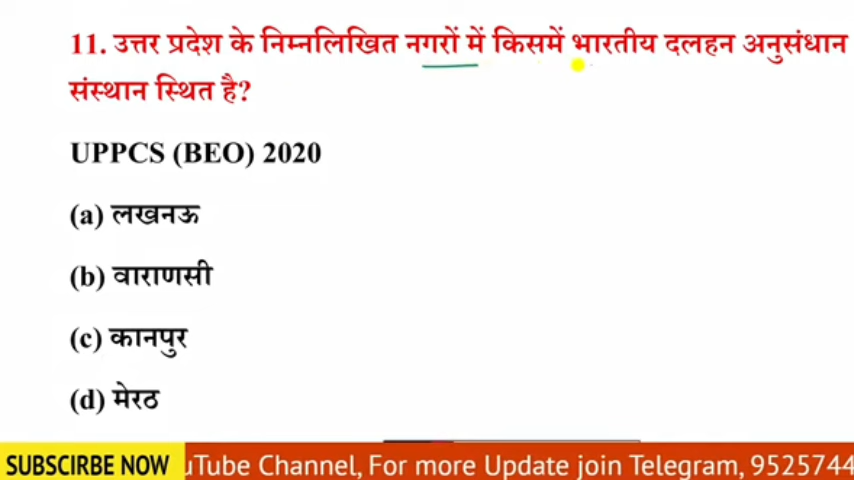 11. उत्तर प्रदेश के निम्नलिखित नगरों में किसमें भारतीय दलहन अनुसंधान
संस्थान स्थित है?
UPPCS (BEO) 2020
(a) लखनऊ
(b) वाराणसी
(c) कानपुर
(d) मेरठ
SUBSCIRBE NOW uTube Channel, For more Update join Telegram, 9525744